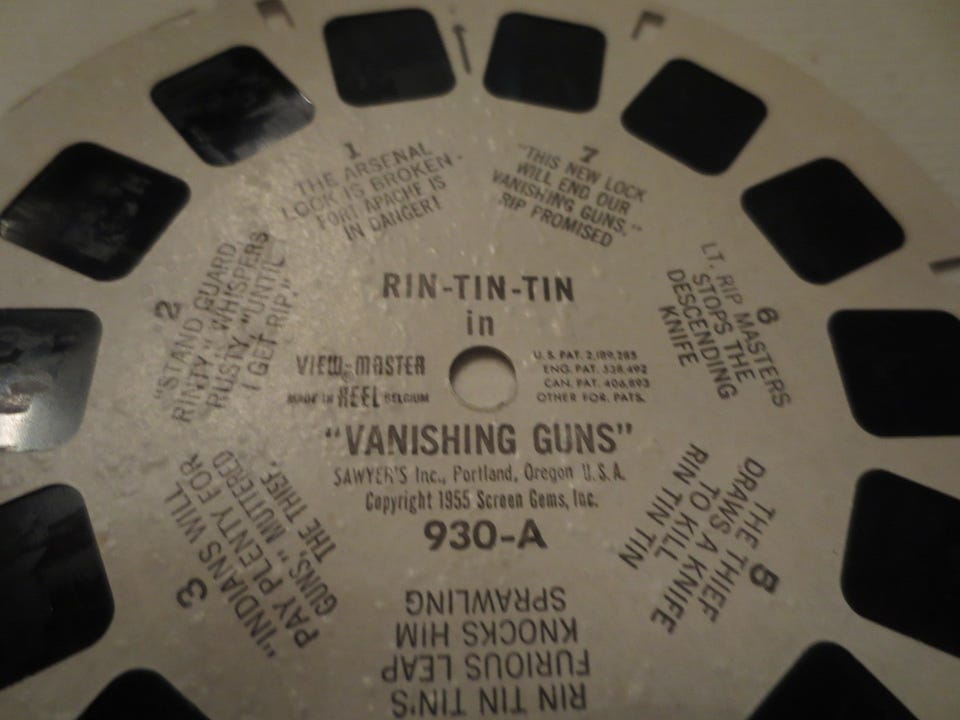 RIN-TIN-TIN
in
VIEW-MASTER
MADE IN REEL BELGIUM
U.S. PAT. 2,189,285
ENG. PAT. 538,492
CAN. PAT. 406,893
OTHER FOR. PATS.
"VANISHING GUNS"
SAWYER'S Inc., Portland, Oregon U.S.A.
Copyright 1955 Screen Gems, Inc.
930-A
1
THE ARSENAL
LOCK IS BROKEN-
FORT APACHE IS
IN DANGER!
2
"STAND GUARD
RINTY" WHISPERS
RUSTY "UNTIL
I GET RIP."
3
"INDIANS WILL
PAY PLENTY FOR
GUNS," MUTTERED
THE THIEF.
RIN TIN TIN'S
FURIOUS LEAP
KNOCKS HIM
SPRAWLING
5
THE THIEF
DRAWS A KNIFE
TO KILL
RIN TIN TIN
6
LT. RIP MASTERS
STOPS THE
DESCENDING
KNIFE
7
"THIS NEW LOCK
WILL END OUR
VANISHING GUNS,"
RIP PROMISED